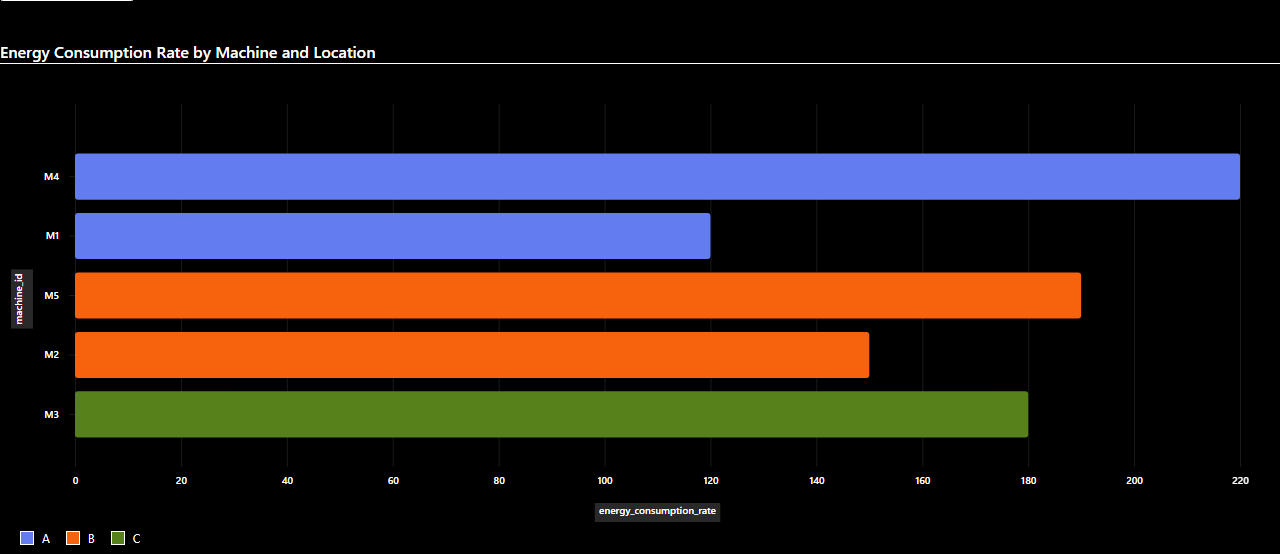 Energy Consumption Rate by Machine and Location
M4
M1
machine_id
M5
M2
M3
0 20 40 60 80 100 120 140 160 180 200 220
energy_consumption_rate
A B C